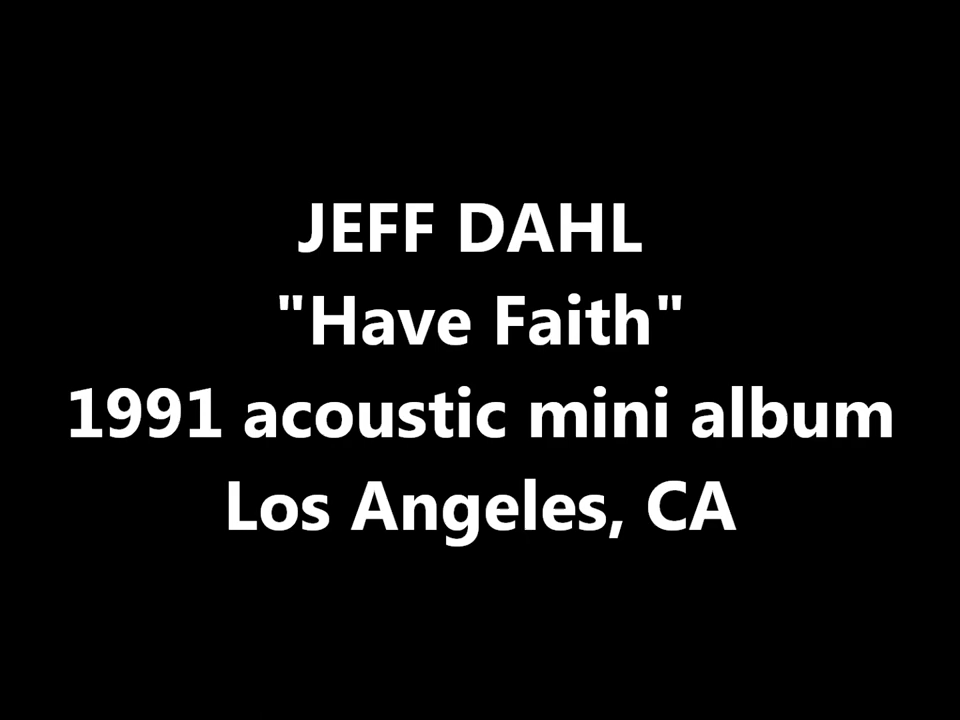 JEFF DAHL
"Have Faith"
1991 acoustic mini album
Los Angeles, CA